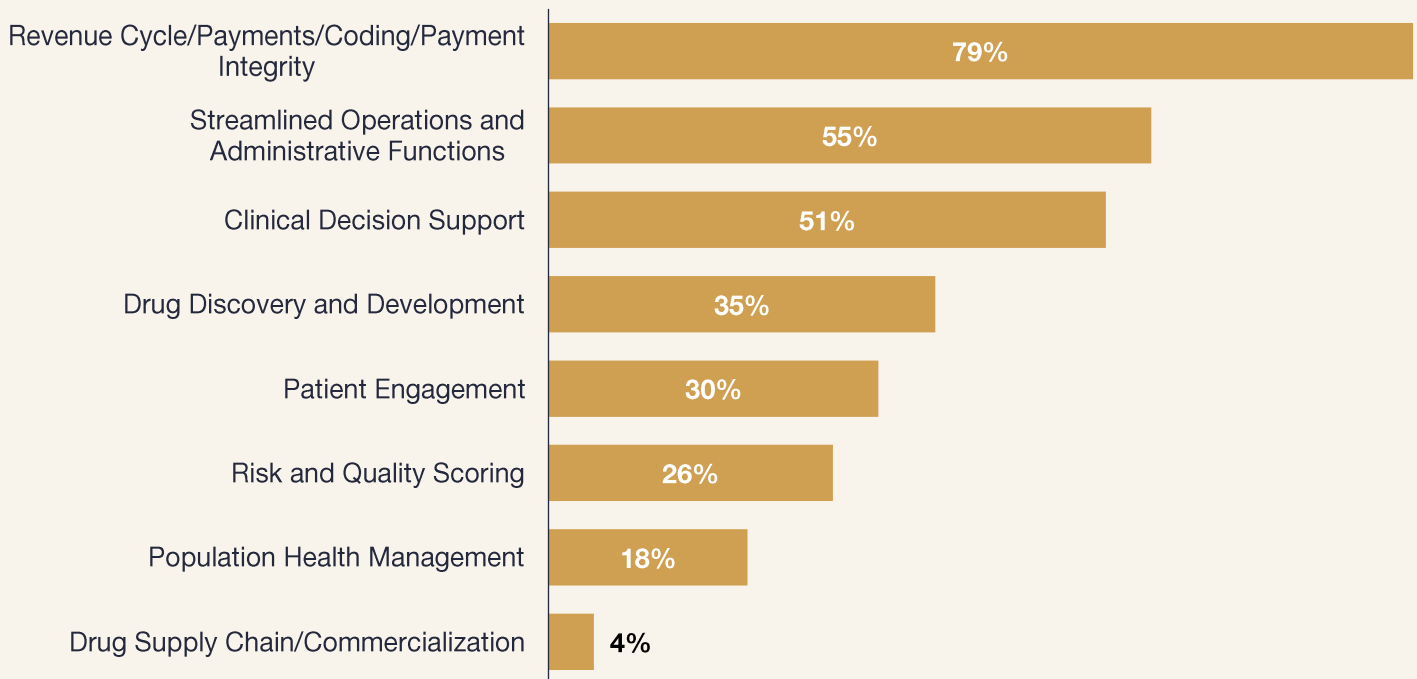 Revenue Cycle/Payments/Coding/Payment
Integrity
79%
Streamlined Operations and
Administrative Functions
55%
Clinical Decision Support
51%
Drug Discovery and Development
35%
Patient Engagement
30%
Risk and Quality Scoring
26%
Population Health Management
18%
Drug Supply Chain/Commercialization
4%